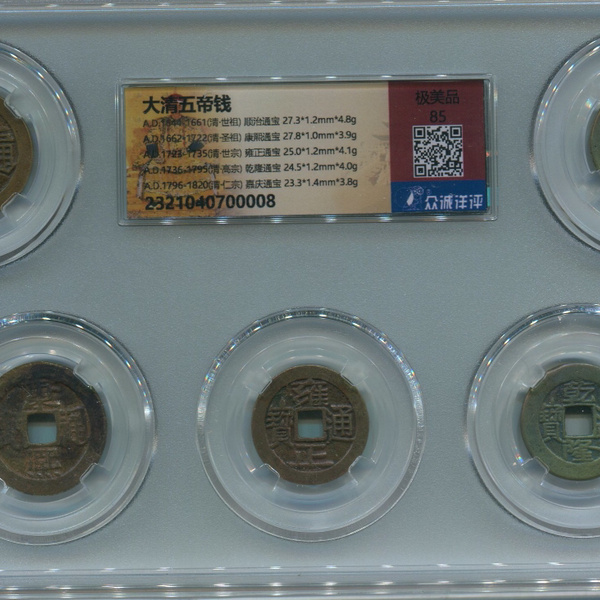 大清五帝钱
A.D.1644-1661(清·世祖) 顺治通宝 27.3*1.2mm*4.8g
A.D.1662-1722(清·圣祖) 康熙通宝 27.8*1.0mm*3.9g
A.D.1723-1735(清·世宗) 雍正通宝 25.0*1.2mm*4.1g
A.D.1736-1795(清·高宗) 乾隆通宝 24.5*1.2mm*4.0g
A.D.1796-1820(清·仁宗) 嘉庆通宝 23.3*1.4mm*3.8g
2321040700008
极美品
85
众诚评评
康熙通
雍正通寶
乾隆寶